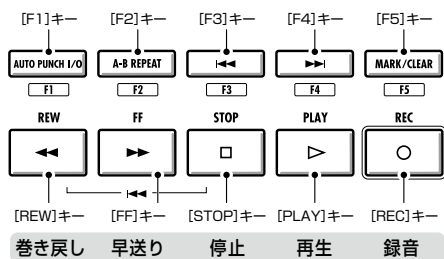 [F1]キー [F2]キー [F3]キー [F4]キー [F5]キー
AUTO PUNCH I/O A-B REPEAT MARK/CLEAR
F1 F2 F3 F4 F5
REW FF STOP PLAY REC
[REW]キー [FF]キー [STOP]キー [PLAY]キー [REC]キー
巻き戻し 早送り 停止 再生 録音